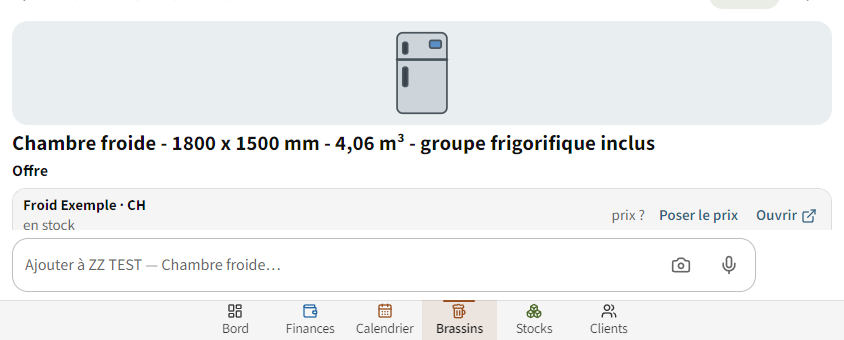 Chambre froide - 1800 x 1500 mm - 4,06 m³ - groupe frigorifique inclus
Offre
Froid Exemple · CH
en stock
prix ? Poser le prix Ouvrir
Ajouter à ZZ TEST — Chambre froide…
Bord Finances Calendrier Brassins Stocks Clients